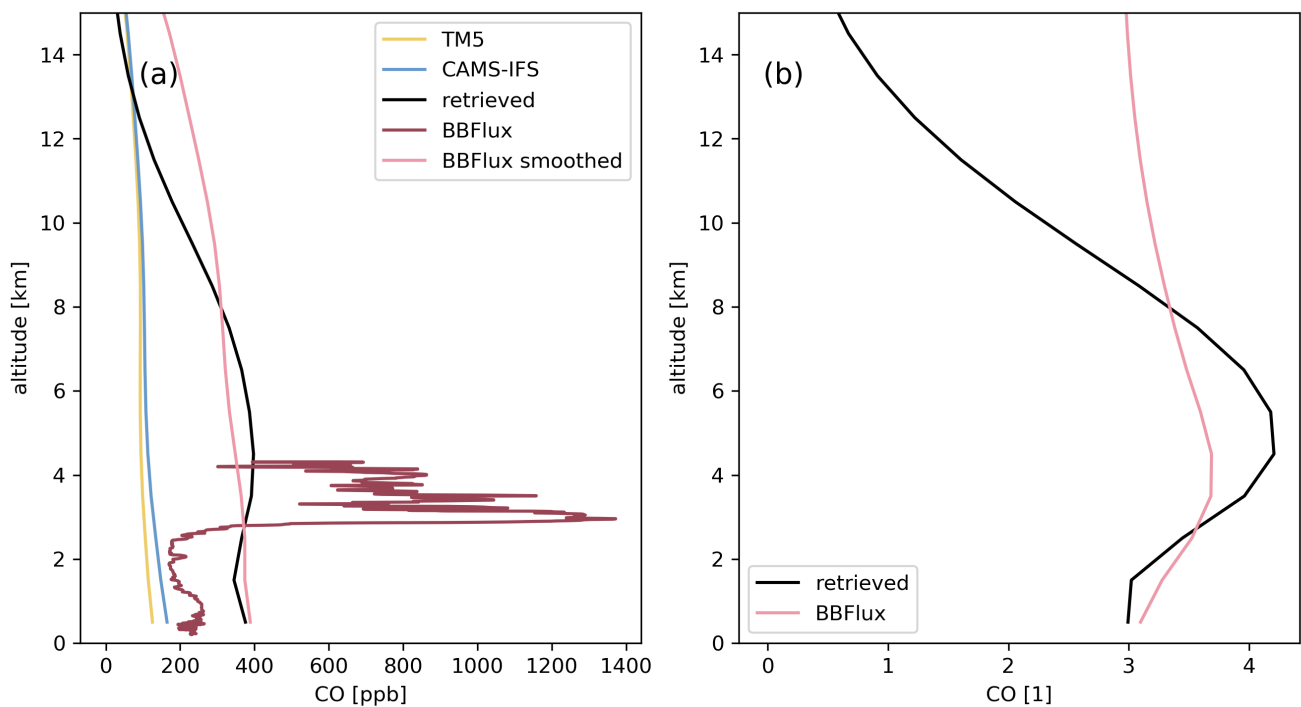 (a)
TM5
CAMS-IFS
retrieved
BBFlux
BBFlux smoothed
altitude [km]
14
12
10
8
6
4
2
0
0 200 400 600 800 1000 1200 1400
CO [ppb]
(b)
altitude [km]
14
12
10
8
6
4
2
0
retrieved
BBFlux
0 1 2 3 4
CO [1]